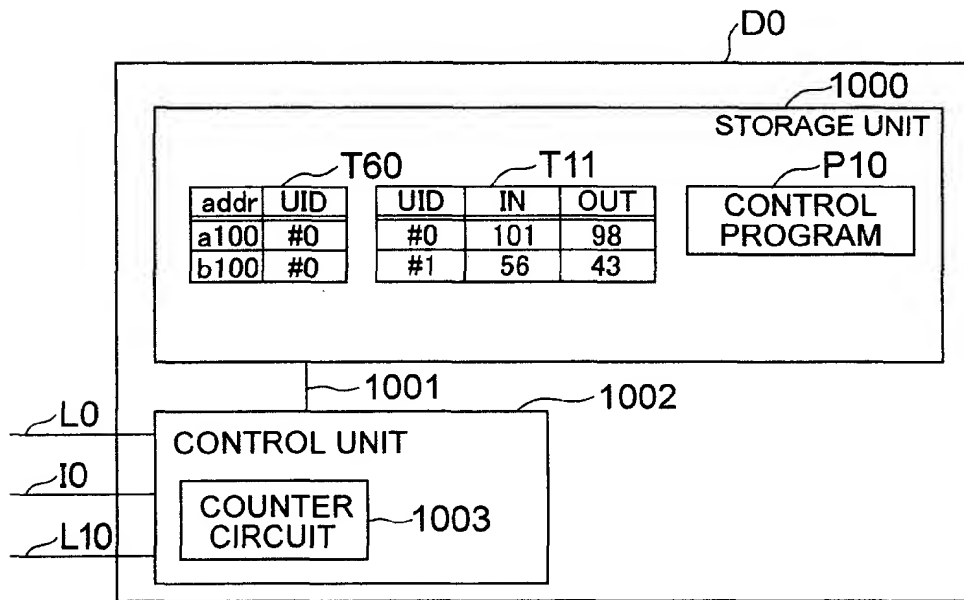 D0
1000
STORAGE UNIT
T60
T11
P10
addr UID
a100 #0
b100 #0
UID IN OUT
#0 101 98
#1 56 43
CONTROL
PROGRAM
1001
1002
L0
I0
L10
CONTROL UNIT
COUNTER
CIRCUIT
1003